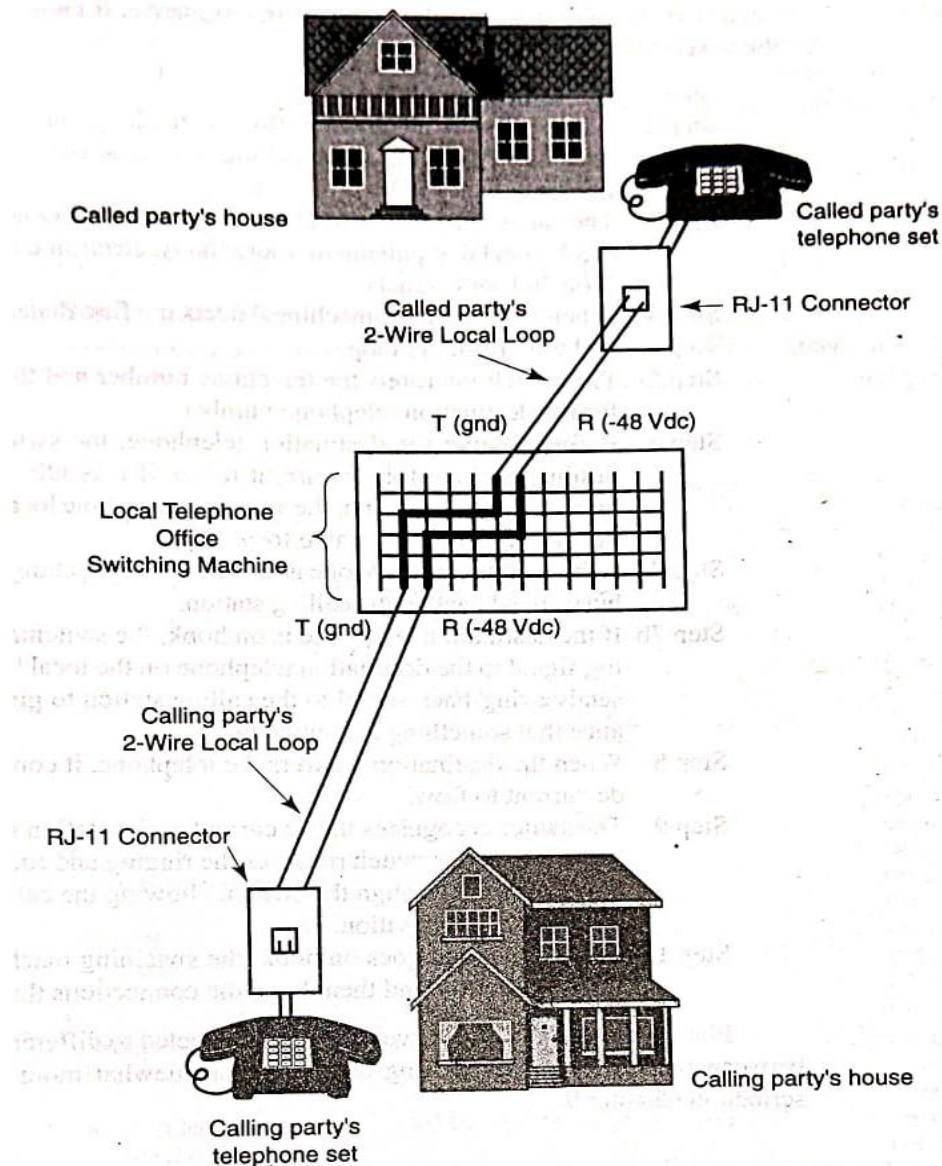 Called party's house
Called party's
telephone set
Called party's
2-Wire Local Loop
RJ-11 Connector
T (gnd)
R (-48 Vdc)
Local Telephone
Office
Switching Machine
T (gnd)
R (-48 Vdc)
Calling party's
2-Wire Local Loop
RJ-11 Connector
Calling party's house
Calling party's
telephone set